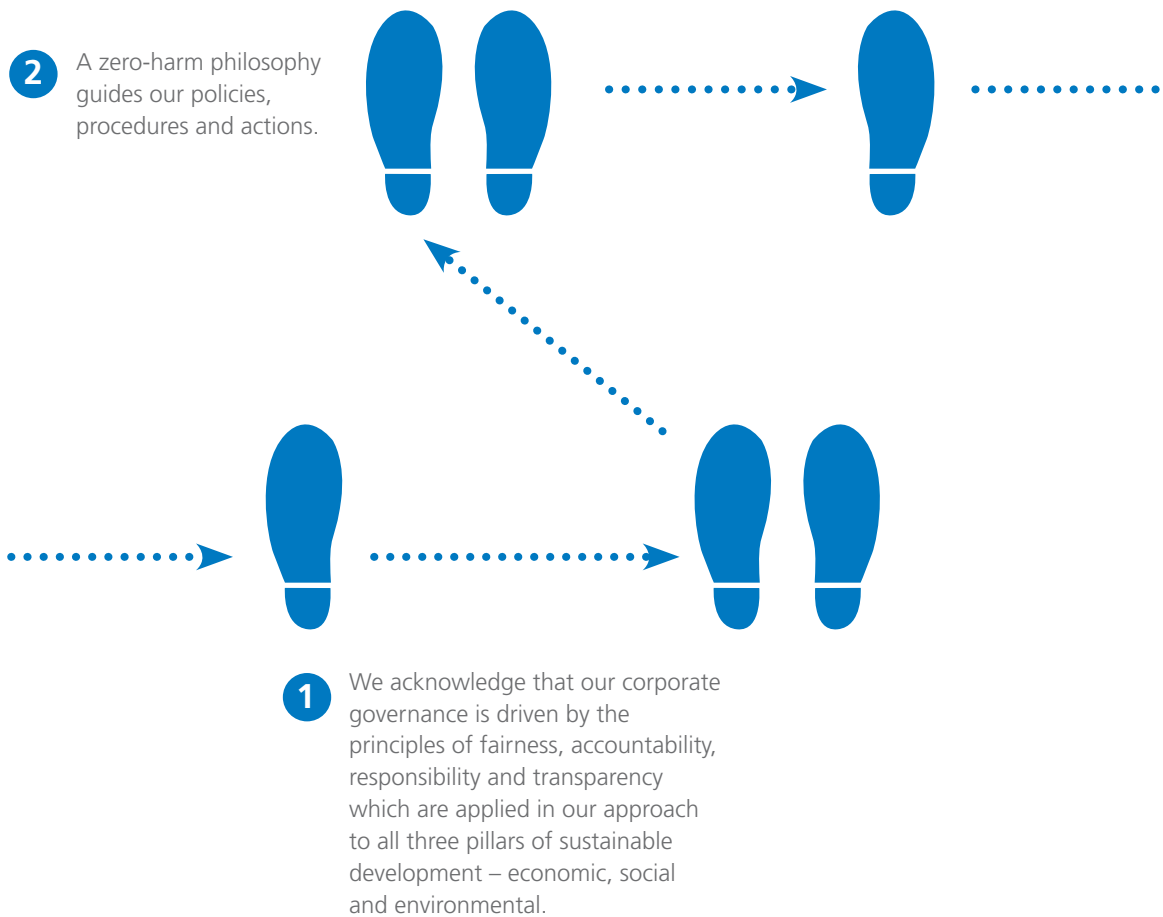 2
A zero-harm philosophy
guides our policies,
procedures and actions.
1
We acknowledge that our corporate
governance is driven by the
principles of fairness, accountability,
responsibility and transparency
which are applied in our approach
to all three pillars of sustainable
development – economic, social
and environmental.